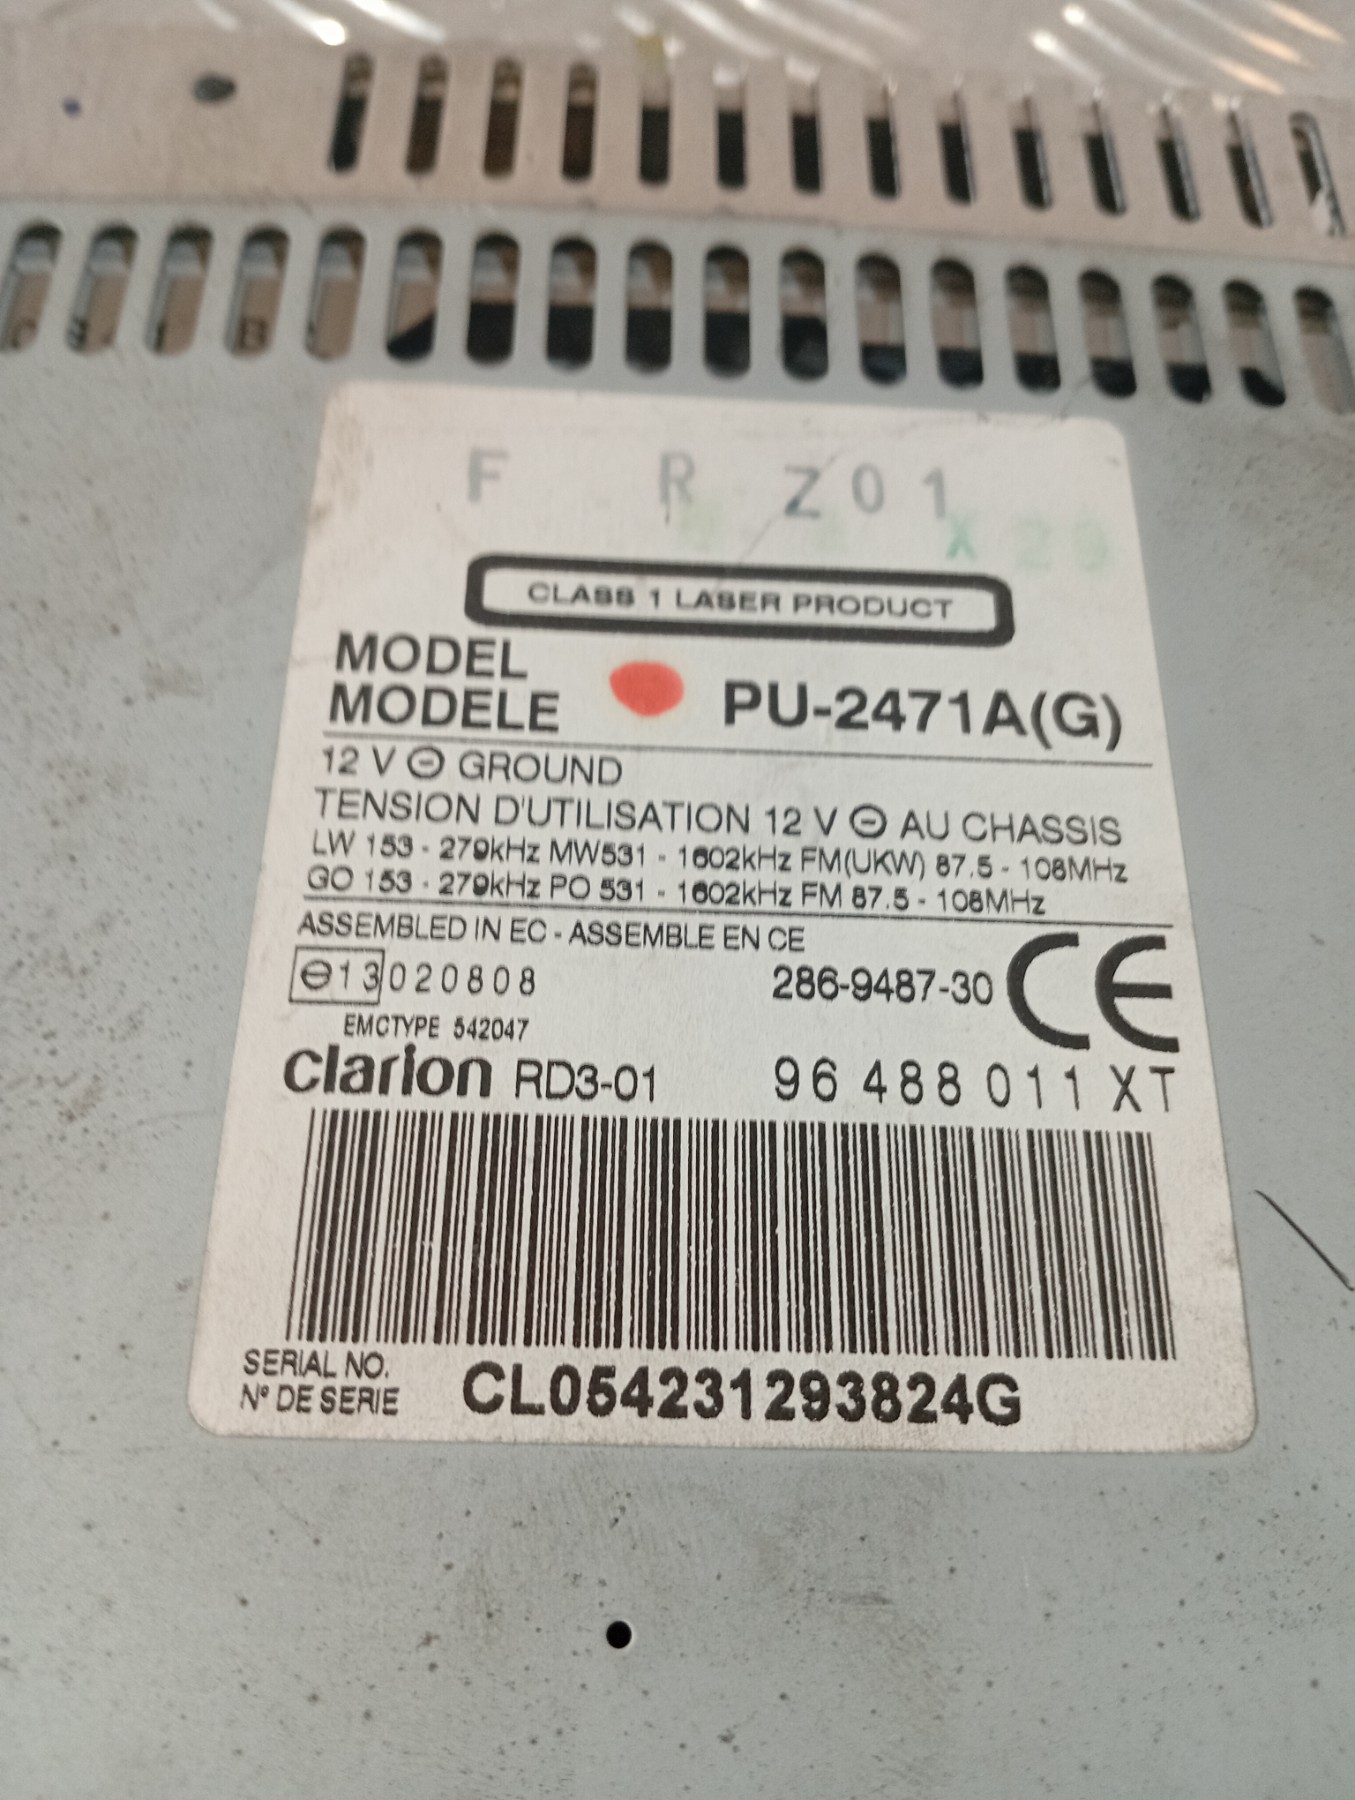 F R Z01
X 29
CLASS 1 LASER PRODUCT
MODEL
MODELE
PU-2471A(G)
12 V ⊖ GROUND
TENSION D'UTILISATION 12 V ⊖ AU CHASSIS
LW 153 - 279kHz MW531 - 1602kHz FM(UKW) 87.5 - 108MHz
GO 153 - 279kHz PO 531 - 1602kHz FM 87.5 - 108MHz
ASSEMBLED IN EC - ASSEMBLE EN CE
⊖13 020808 286-9487-30 CE
EMCTYPE 542047
clarion RD3-01 96 488 011 XT
SERIAL NO.
N° DE SERIE
CL054231293824G